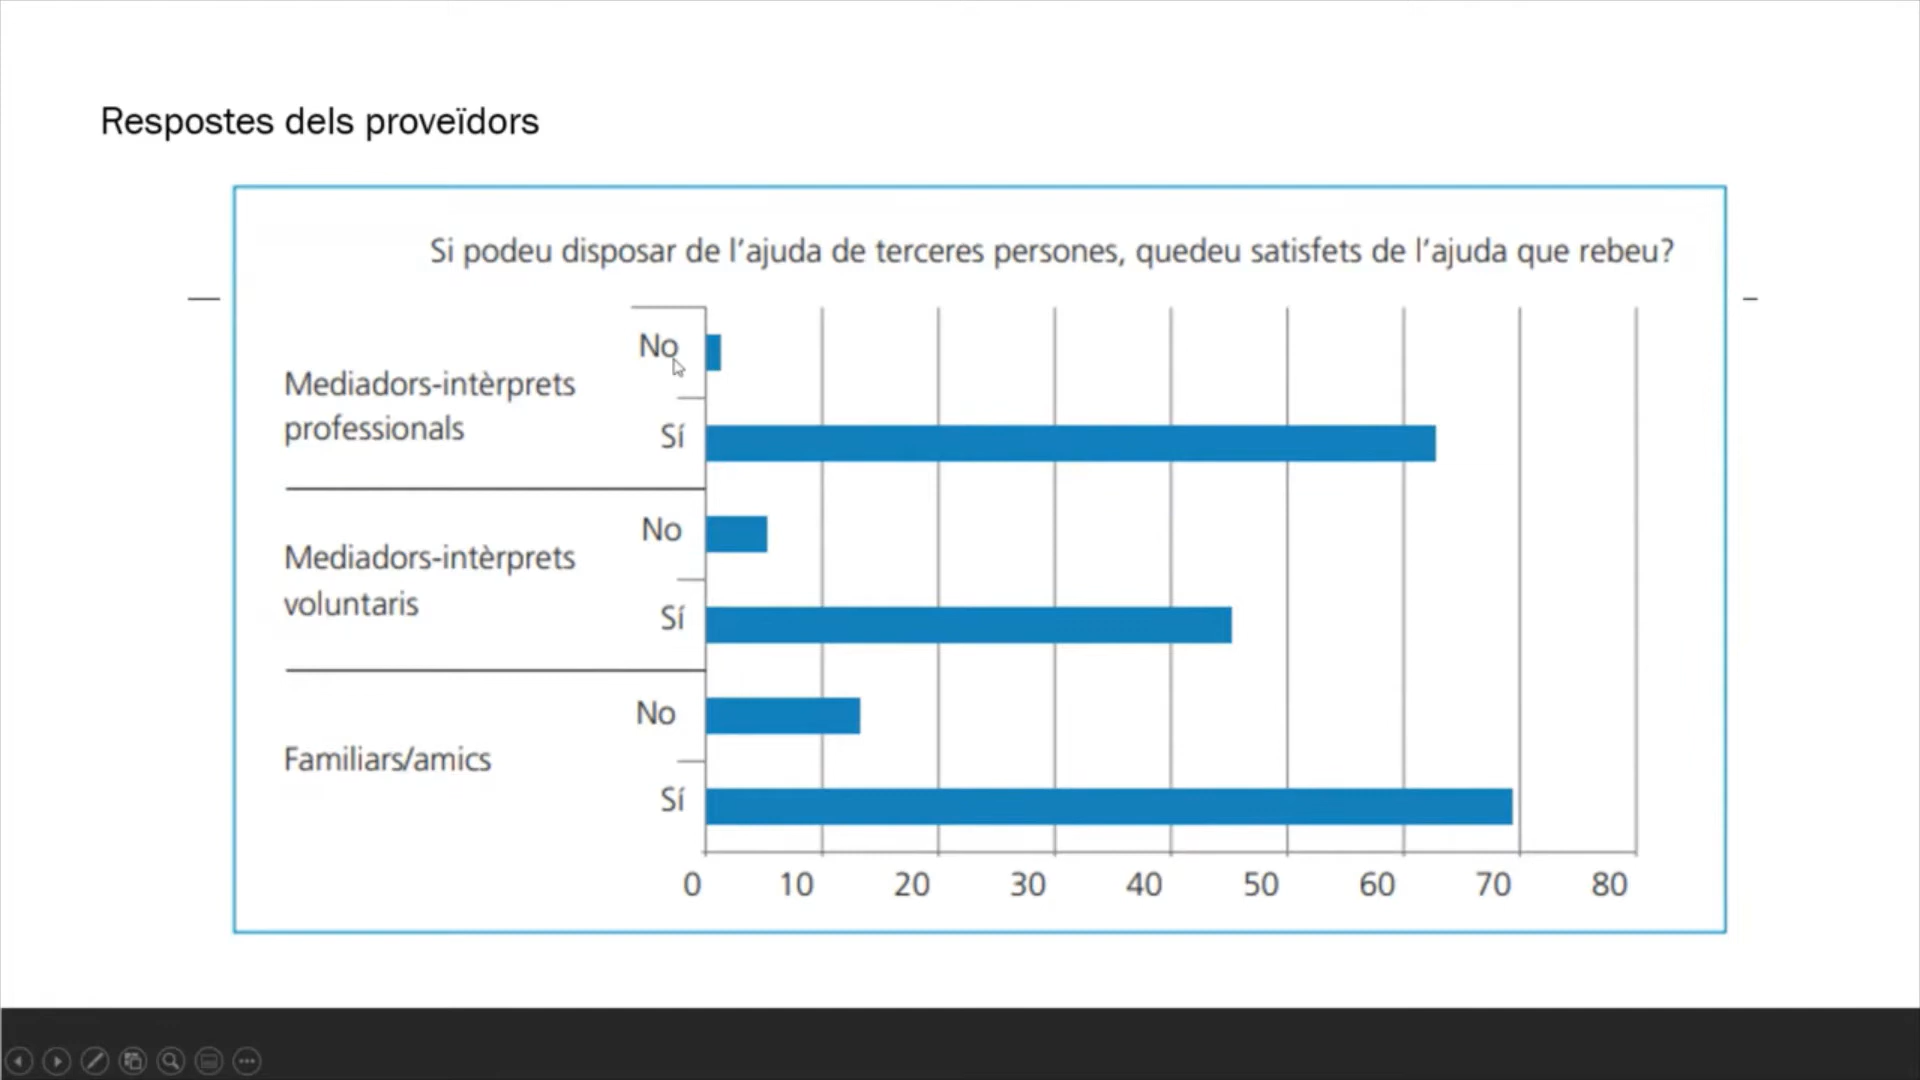 Respostes dels proveïdors
Si podeu disposar de l'ajuda de terceres persones, quedeu satisfets de l'ajuda que rebeu?
Mediadors-intèrprets
professionals
No
Sí
Mediadors-intèrprets
voluntaris
No
Sí
Familiars/amics
No
Sí
0 10 20 30 40 50 60 70 80